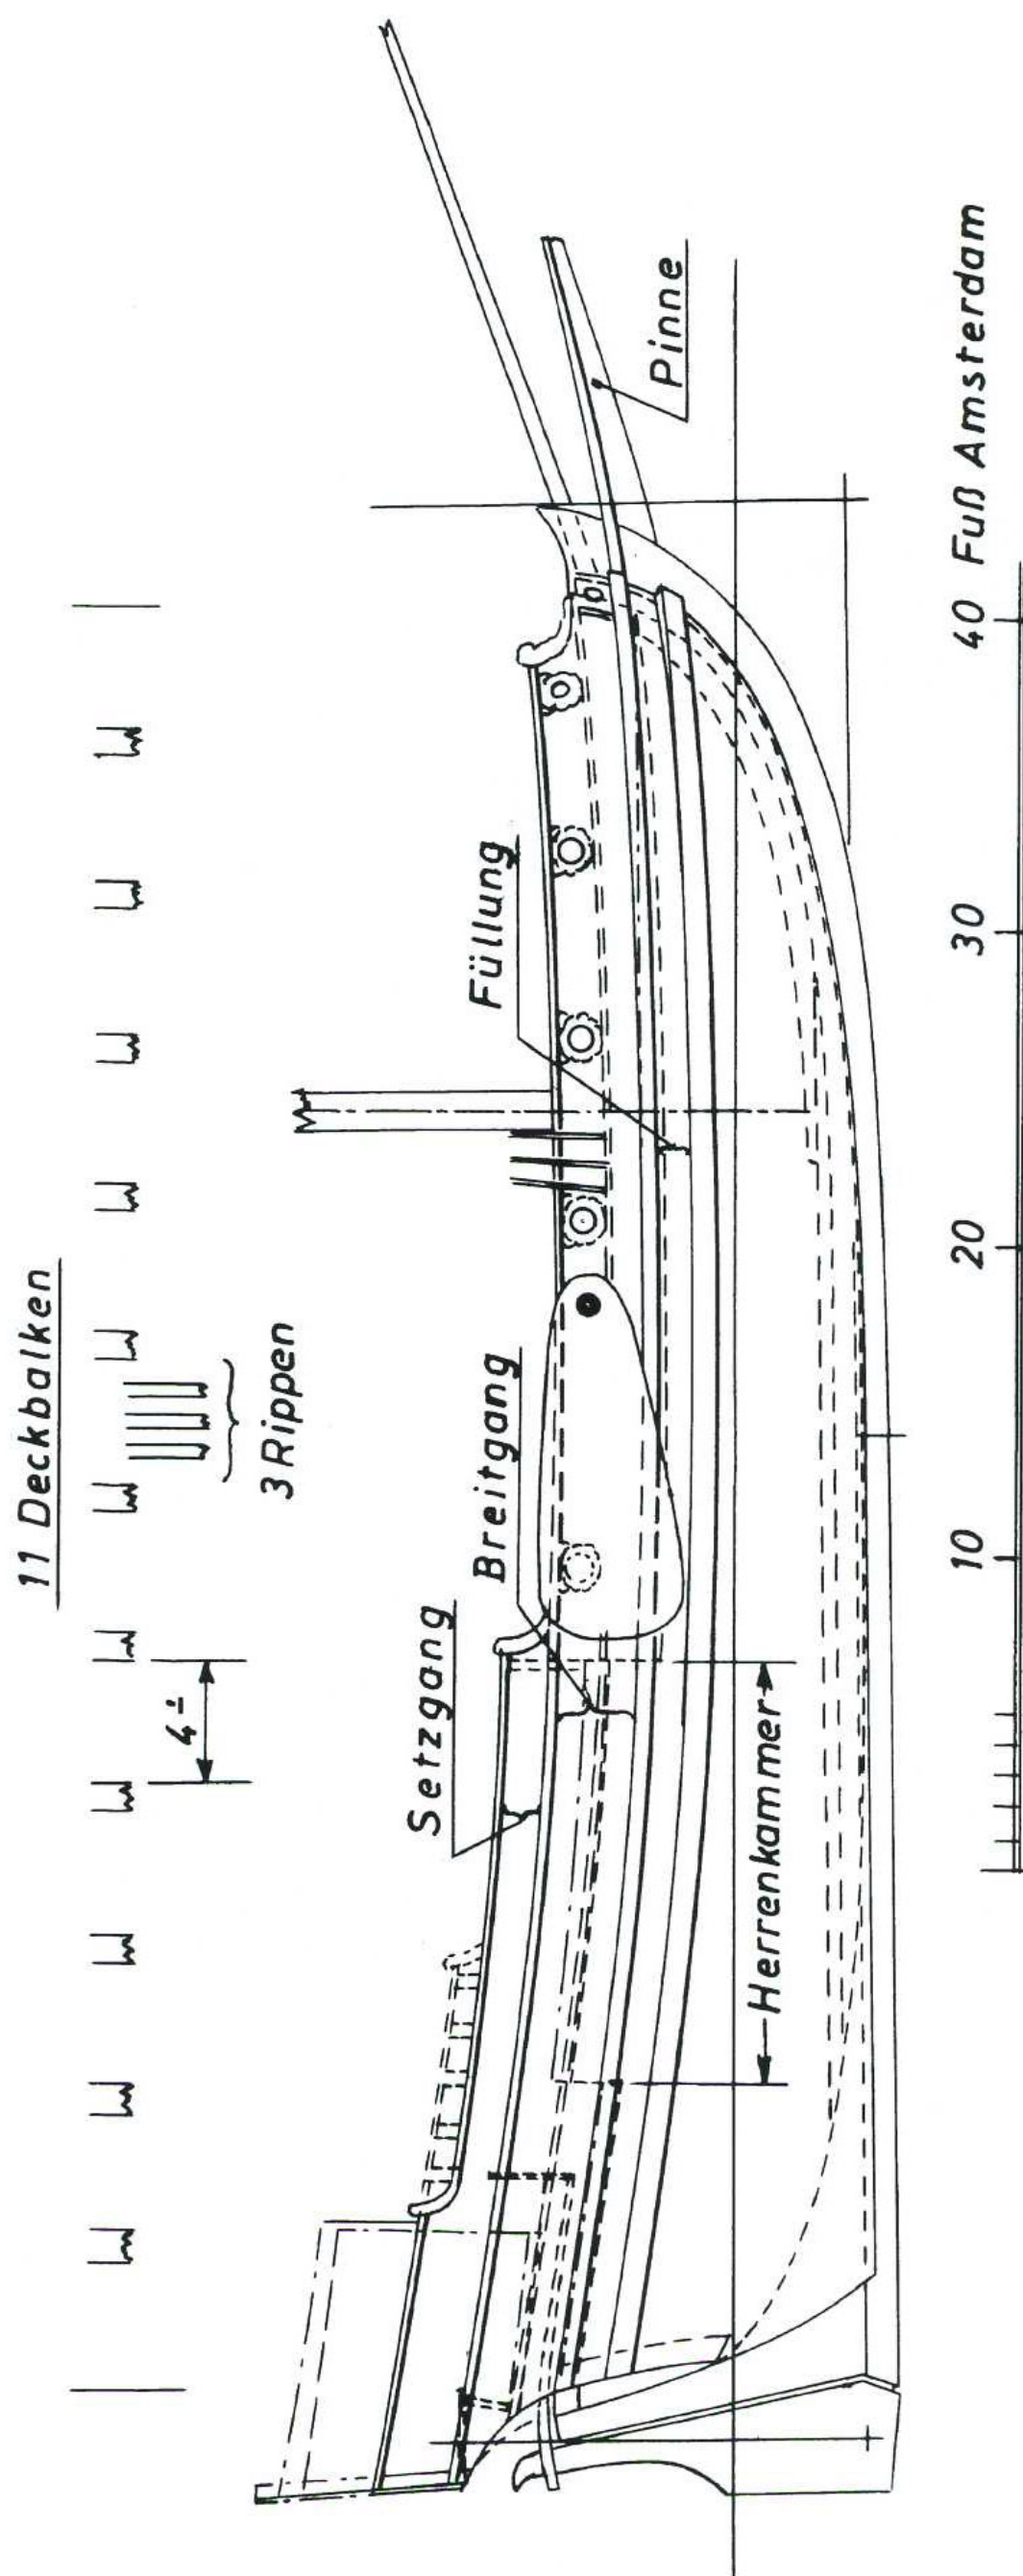 11 Deckbalken
3 Rippen
4'
Setzgang
Breitgang
Füllung
Pinne
Herrenkammer
10
20
30
40 Fuß Amsterdam